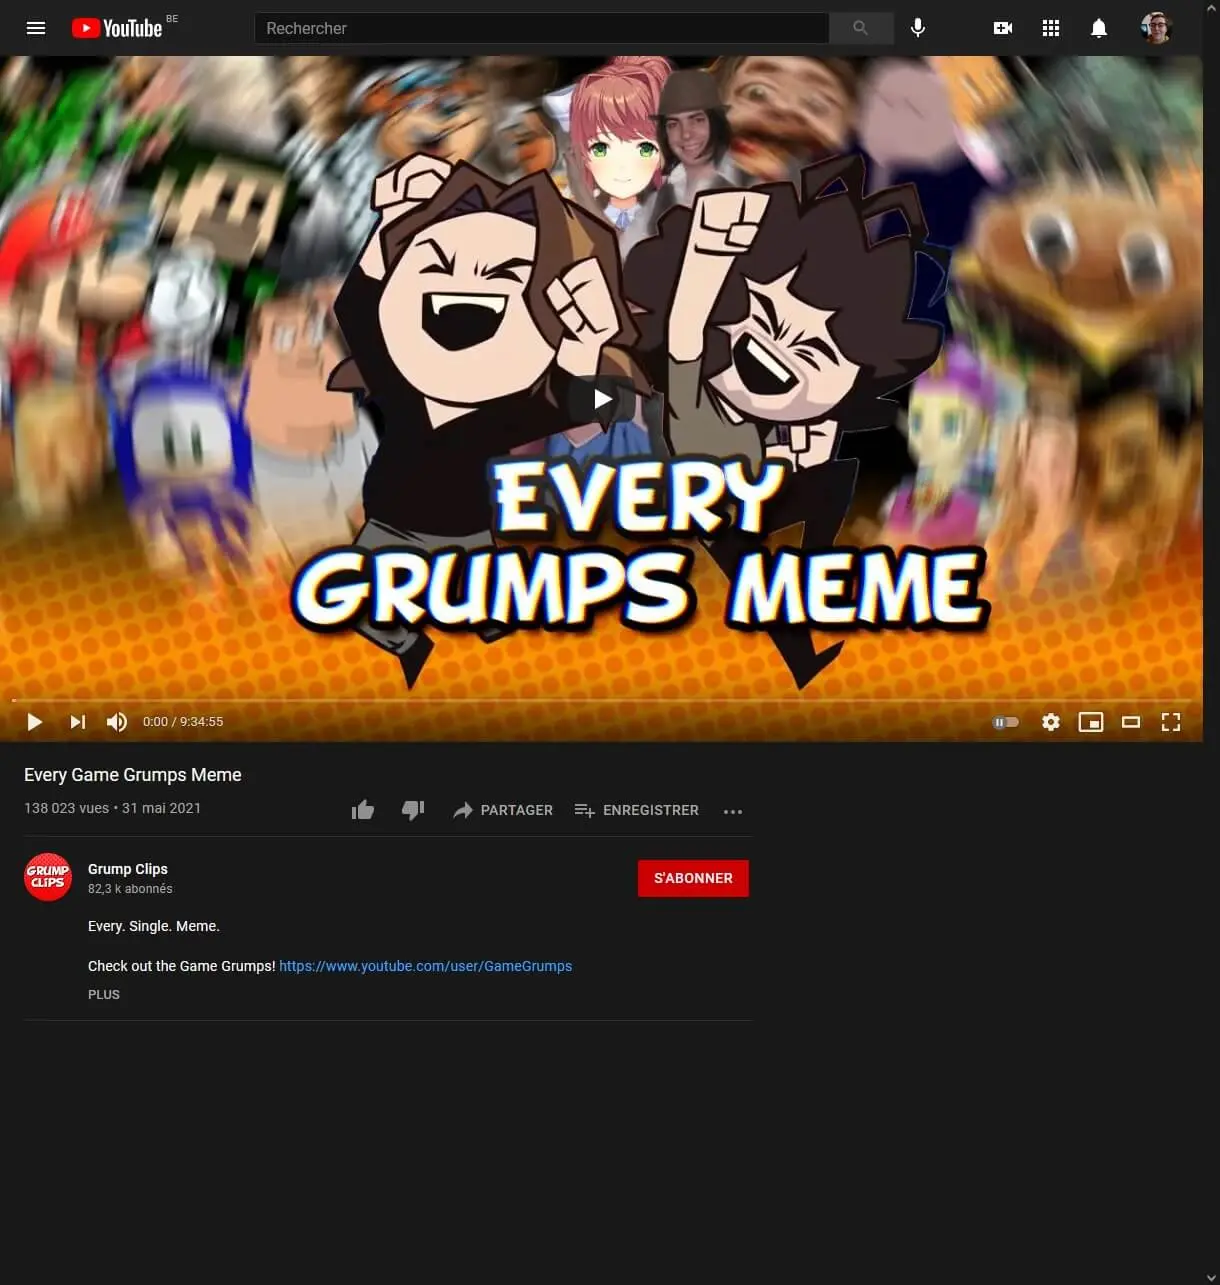 YouTube BE
Rechercher
EVERY
GRUMPS MEME
0:00 / 9:34:55
Every Game Grumps Meme
138 023 vues • 31 mai 2021
PARTAGER
ENREGISTRER
GRUMP
CLIPS
Grump Clips
82,3 k abonnés
S'ABONNER
Every. Single. Meme.
Check out the Game Grumps! https://www.youtube.com/user/GameGrumps
PLUS